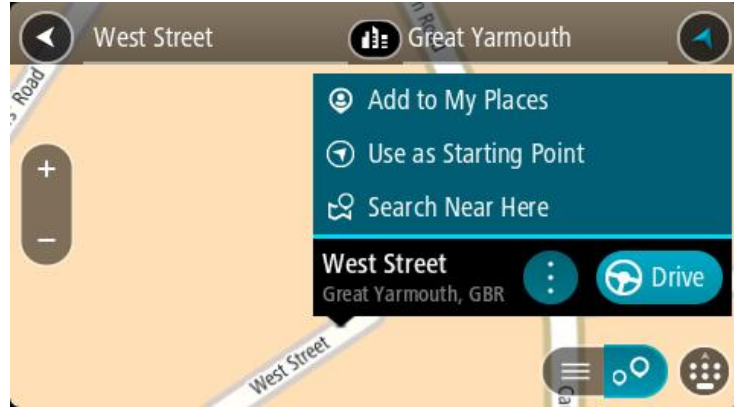 West Street
Great Yarmouth
Road
Add to My Places
Use as Starting Point
Search Near Here
West Street
Great Yarmouth, GBR
Drive
West Street